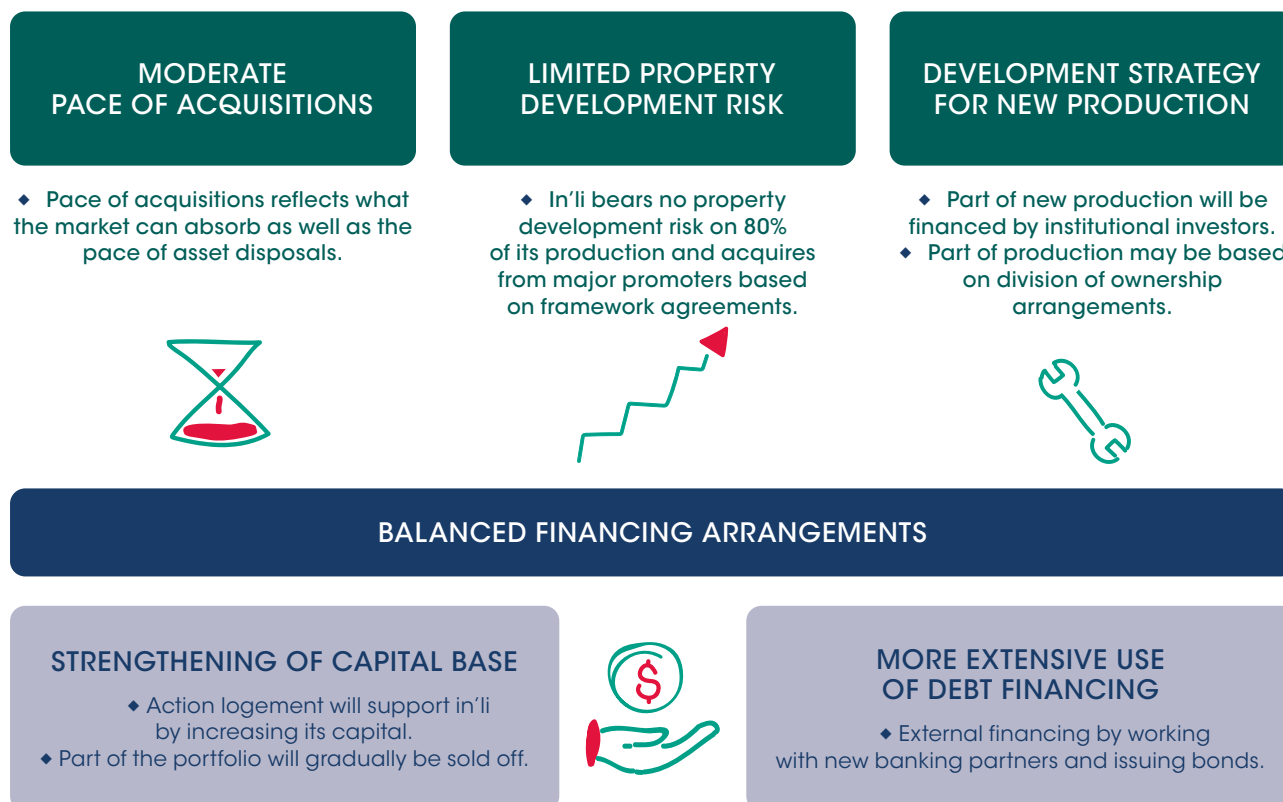 MODERATE
PACE OF ACQUISITIONS
◆ Pace of acquisitions reflects what
the market can absorb as well as the
pace of asset disposals.
LIMITED PROPERTY
DEVELOPMENT RISK
◆ In'li bears no property
development risk on 80%
of its production and acquires
from major promoters based
on framework agreements.
DEVELOPMENT STRATEGY
FOR NEW PRODUCTION
◆ Part of new production will be
financed by institutional investors.
◆ Part of production may be based
on division of ownership
arrangements.
BALANCED FINANCING ARRANGEMENTS
STRENGTHENING OF CAPITAL BASE
◆ Action logement will support in'li
by increasing its capital.
◆ Part of the portfolio will gradually be sold off.
$
MORE EXTENSIVE USE
OF DEBT FINANCING
◆ External financing by working
with new banking partners and issuing bonds.